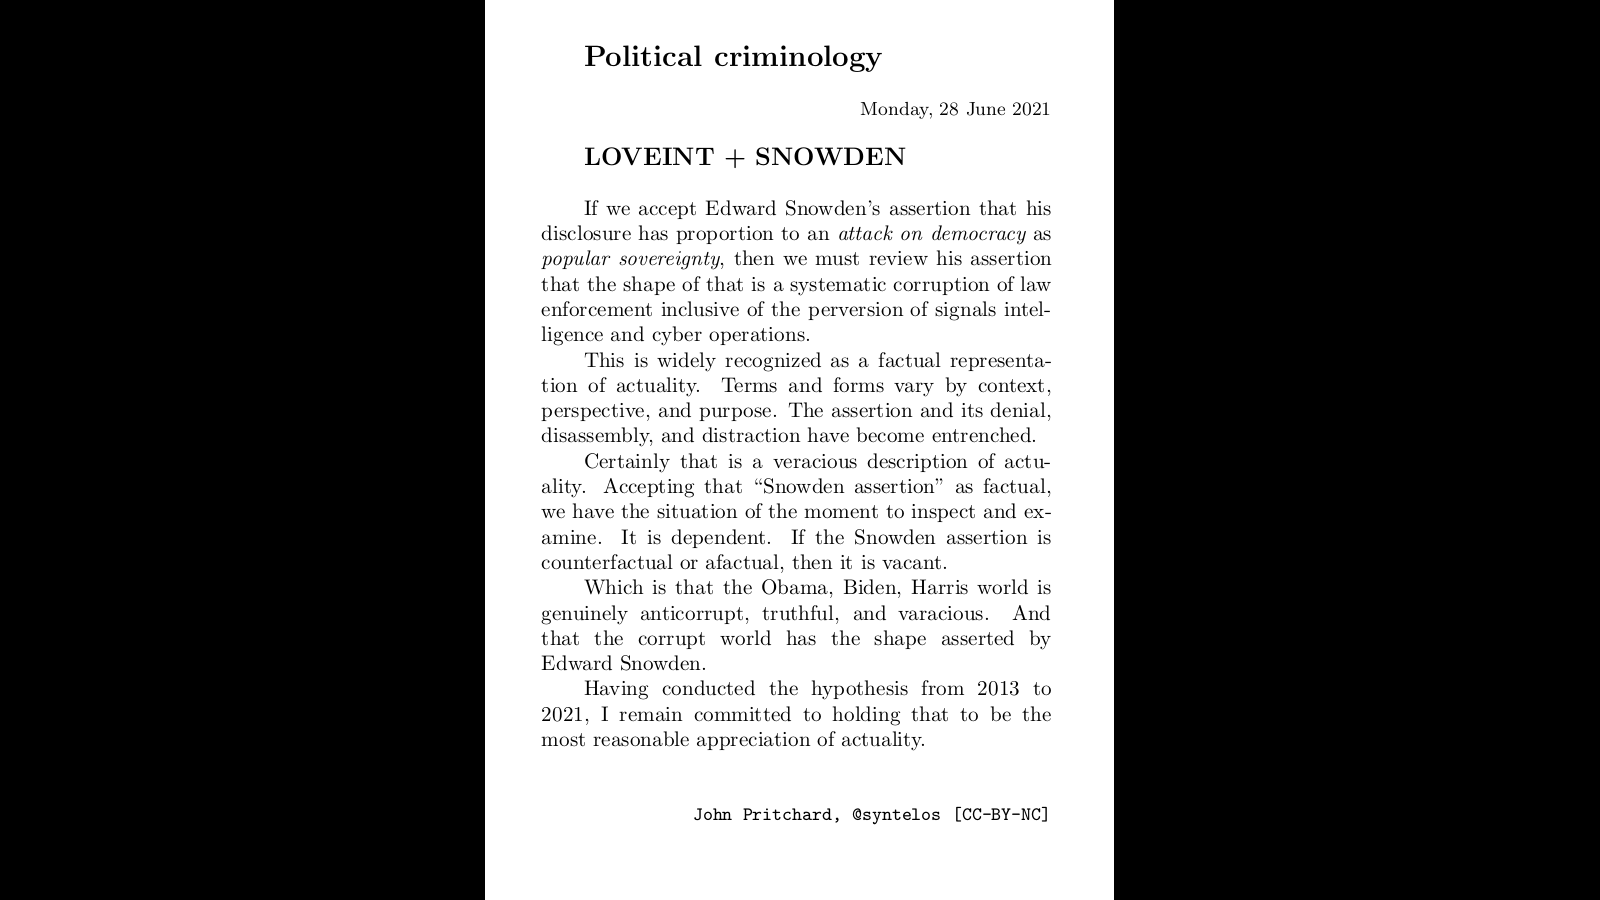 Political criminology
Monday, 28 June 2021
LOVEINT + SNOWDEN
If we accept Edward Snowden's assertion that his
disclosure has proportion to an attack on democracy as
popular sovereignty, then we must review his assertion
that the shape of that is a systematic corruption of law
enforcement inclusive of the perversion of signals intel-
ligence and cyber operations.
This is widely recognized as a factual representa-
tion of actuality. Terms and forms vary by context,
perspective, and purpose. The assertion and its denial,
disassembly, and distraction have become entrenched.
Certainly that is a veracious description of actu-
ality. Accepting that “Snowden assertion” as factual,
we have the situation of the moment to inspect and ex-
amine. It is dependent. If the Snowden assertion is
counterfactual or afactual, then it is vacant.
Which is that the Obama, Biden, Harris world is
genuinely anticorrupt, truthful, and varacious. And
that the corrupt world has the shape asserted by
Edward Snowden.
Having conducted the hypothesis from 2013 to
2021, I remain committed to holding that to be the
most reasonable appreciation of actuality.
John Pritchard, @syntelos [CC-BY-NC]